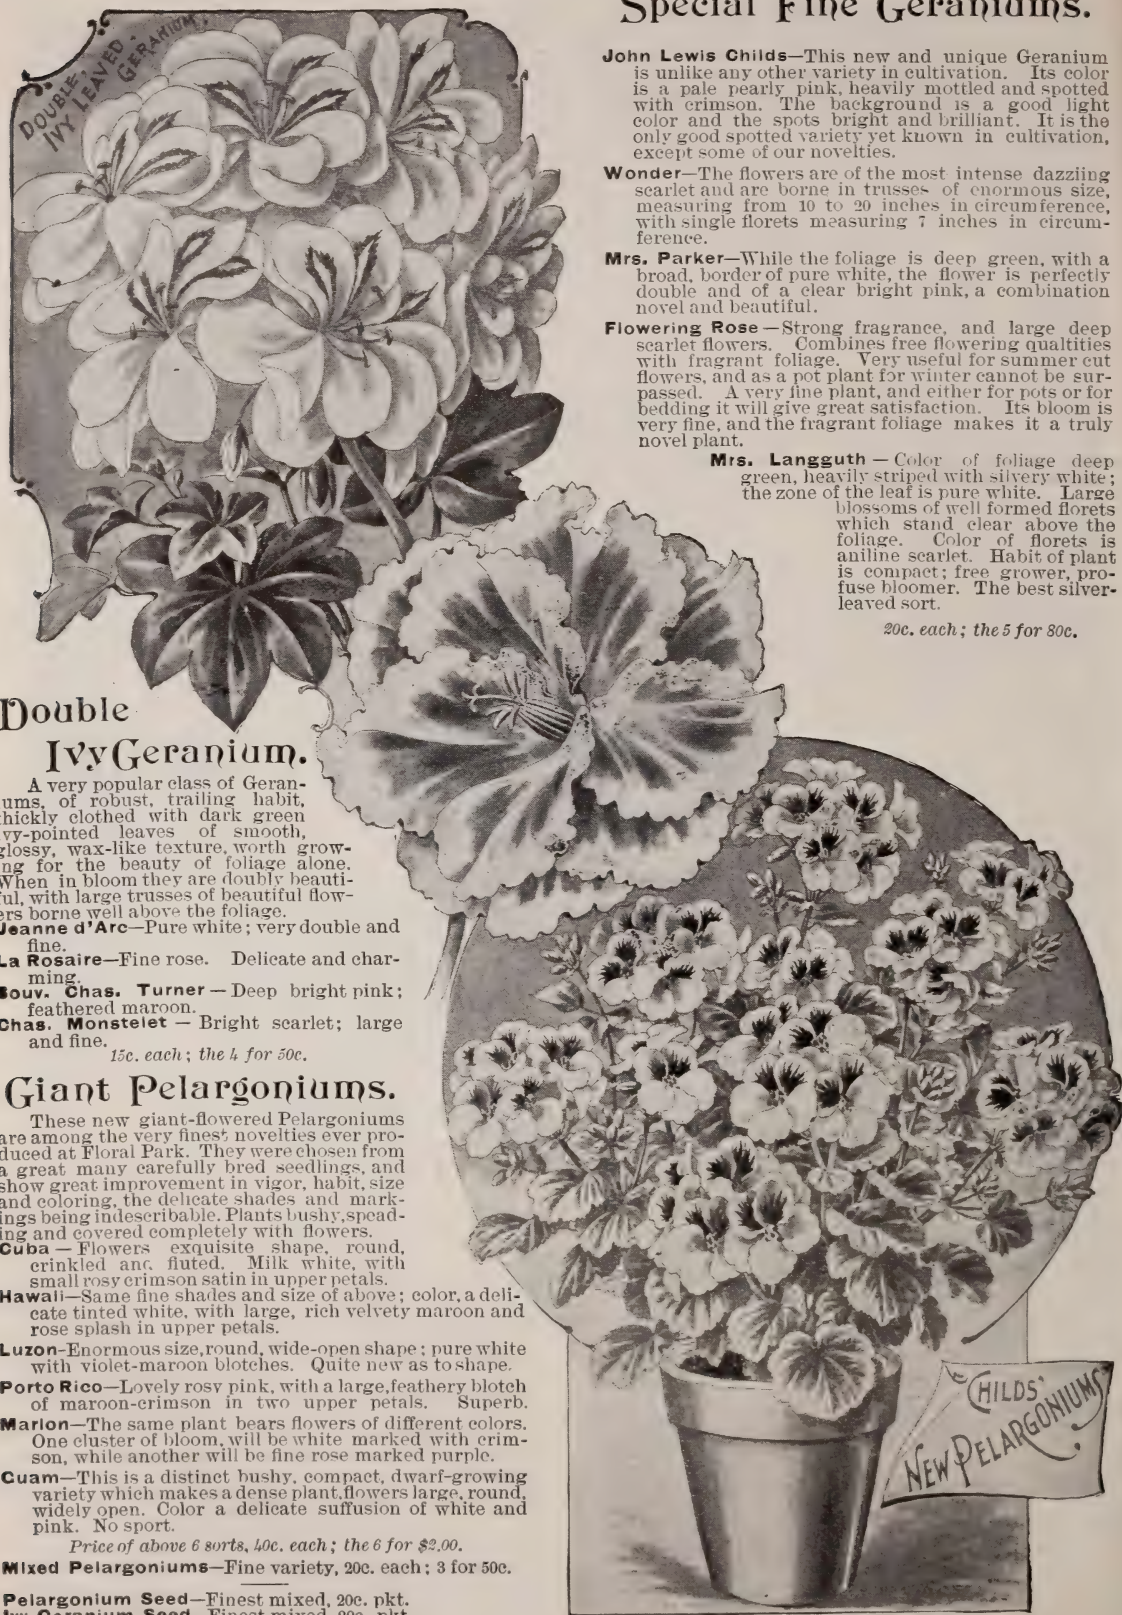 DOUBLE-
IVY LEAVED-
GERANIUM.
Special Fine Geraniums.
John Lewis Childs—This new and unique Geranium
is unlike any other variety in cultivation. Its color
is a pale pearly pink, heavily mottled and spotted
with crimson. The background is a good light
color and the spots bright and brilliant. It is the
only good spotted variety yet known in cultivation,
except some of our novelties.
Wonder—The flowers are of the most intense dazzling
scarlet and are borne in trusses of enormous size,
measuring from 10 to 20 inches in circumference,
with single florets measuring 7 inches in circum-
ference.
Mrs. Parker—While the foliage is deep green, with a
broad, border of pure white, the flower is perfectly
double and of a clear bright pink, a combination
novel and beautiful.
Flowering Rose—Strong fragrance, and large deep
scarlet flowers. Combines free flowering qualtities
with fragrant foliage. Very useful for summer cut
flowers, and as a pot plant for winter cannot be sur-
passed. A very fine plant, and either for pots or for
bedding it will give great satisfaction. Its bloom is
very fine, and the fragrant foliage makes it a truly
novel plant.
Mrs. Langguth—Color of foliage deep
green, heavily striped with silvery white;
the zone of the leaf is pure white. Large
blossoms of well formed florets
which stand clear above the
foliage. Color of florets is
aniline scarlet. Habit of plant
is compact; free grower, pro-
fuse bloomer. The best silver-
leaved sort.
20c. each; the 5 for 80c.
Double
Ivy Geranium.
A very popular class of Geran-
iums, of robust, trailing habit,
thickly clothed with dark green
ivy-pointed leaves of smooth,
glossy, wax-like texture, worth grow-
ing for the beauty of foliage alone.
When in bloom they are doubly beauti-
ful, with large trusses of beautiful flow-
ers borne well above the foliage.
Jeanne d'Arc—Pure white; very double and
fine.
La Rosaire—Fine rose. Delicate and char-
ming.
Souv. Chas. Turner—Deep bright pink;
feathered maroon.
Chas. Monstelet—Bright scarlet; large
and fine.
15c. each; the 4 for 50c.
Giant Pelargoniums.
These new giant-flowered Pelargoniums
are among the very finest novelties ever pro-
duced at Floral Park. They were chosen from
a great many carefully bred seedlings, and
show great improvement in vigor, habit, size
and coloring, the delicate shades and mark-
ings being indescribable. Plants bushy, spead-
ing and covered completely with flowers.
Cuba—Flowers exquisite shape, round,
crinkled and fluted. Milk white, with
small rosy crimson satin in upper petals.
Hawaii—Same fine shades and size of above; color, a deli-
cate tinted white, with large, rich velvety maroon and
rose splash in upper petals.
Luzon-Enormous size, round, wide-open shape; pure white
with violet-maroon blotches. Quite new as to shape.
Porto Rico—Lovely rosy pink, with a large, feathery blotch
of maroon-crimson in two upper petals. Superb.
Marion—The same plant bears flowers of different colors.
One cluster of bloom, will be white marked with crim-
son, while another will be fine rose marked purple.
Guam—This is a distinct bushy, compact, dwarf-growing
variety which makes a dense plant, flowers large, round,
widely open. Color a delicate suffusion of white and
pink. No sport.
Price of above 6 sorts, 40c. each; the 6 for $2.00.
Mixed Pelargoniums—Fine variety, 20c. each; 3 for 50c.
Pelargonium Seed—Finest mixed, 20c. pkt.
Ivy Geranium Seed—Finest mixed, 20c. pkt.
CHILDS'
NEW PELARGONIUMS